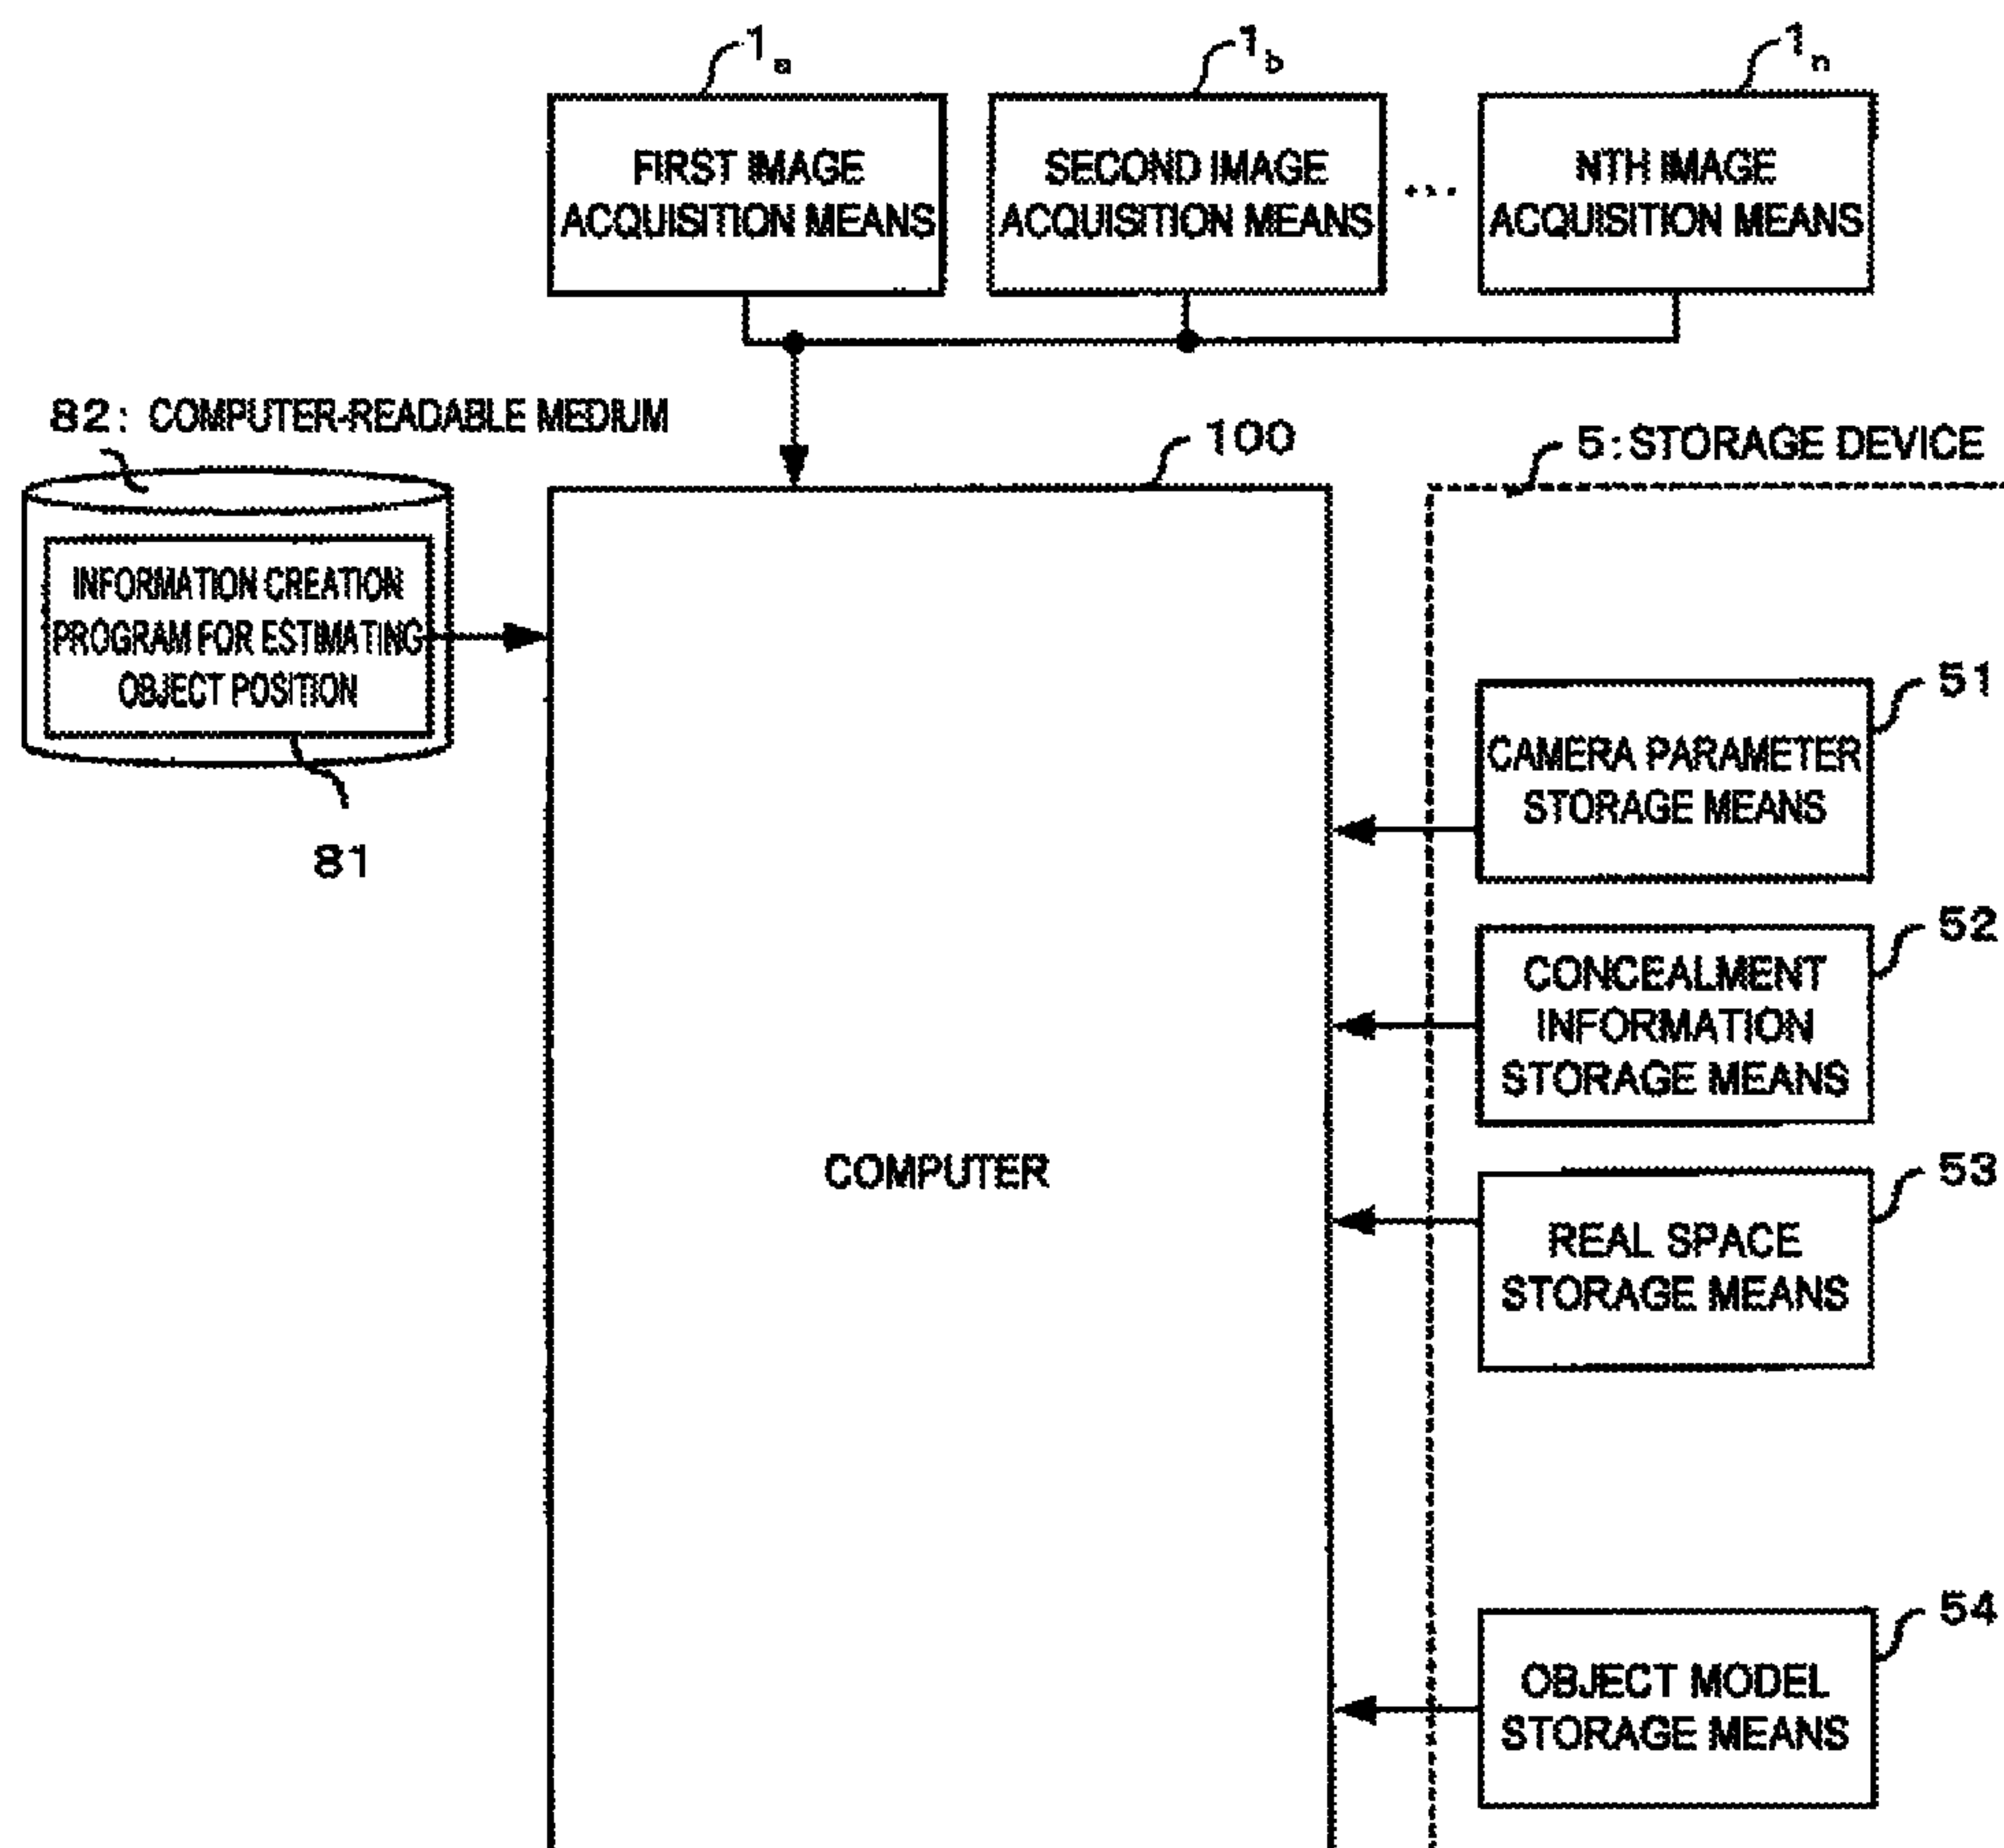 1a
1b
1n
FIRST IMAGE
ACQUISITION MEANS
SECOND IMAGE
ACQUISITION MEANS
...
NTH IMAGE
ACQUISITION MEANS
82: COMPUTER-READABLE MEDIUM
100
5:STORAGE DEVICE
INFORMATION CREATION
PROGRAM FOR ESTIMATING
OBJECT POSITION
81
COMPUTER
51
CAMERA PARAMETER
STORAGE MEANS
52
CONCEALMENT
INFORMATION
STORAGE MEANS
53
REAL SPACE
STORAGE MEANS
54
OBJECT MODEL
STORAGE MEANS